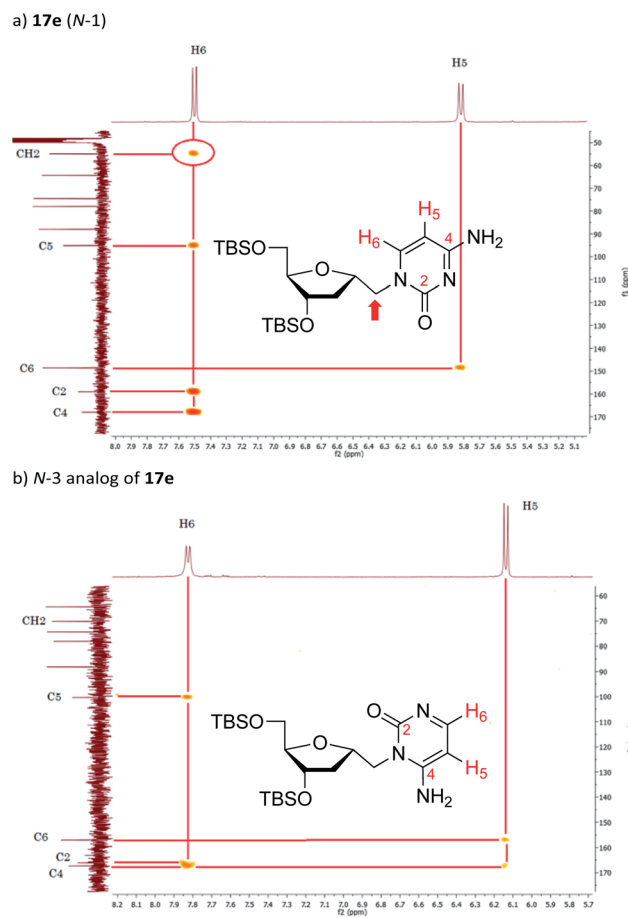 a) 17e (N-1)
H6
H5
CH2
C5
C6
C2
C4
H5
H6
4
NH2
TBSO
O
N
2
N
TBSO
O
50
60
70
80
90
100
110
120
130
140
150
160
170
f1 (ppm)
8.0 7.9 7.8 7.7 7.6 7.5 7.4 7.3 7.2 7.1 7.0 6.9 6.8 6.7 6.6 6.5 6.4 6.3 6.2 6.1 6.0 5.9 5.8 5.7 5.6 5.5 5.4 5.3 5.2 5.1
f2 (ppm)
b) N-3 analog of 17e
H6
H5
CH2
C5
C6
C2
C4
O
N
H6
2
TBSO
O
N
4
H5
TBSO
NH2
60
70
80
90
100
110
120
130
140
150
160
170
f1 (ppm)
8.2 8.1 8.0 7.9 7.8 7.7 7.6 7.5 7.4 7.3 7.2 7.1 7.0 6.9 6.8 6.7 6.6 6.5 6.4 6.3 6.2 6.1 6.0 5.9 5.8 5.7
f2 (ppm)